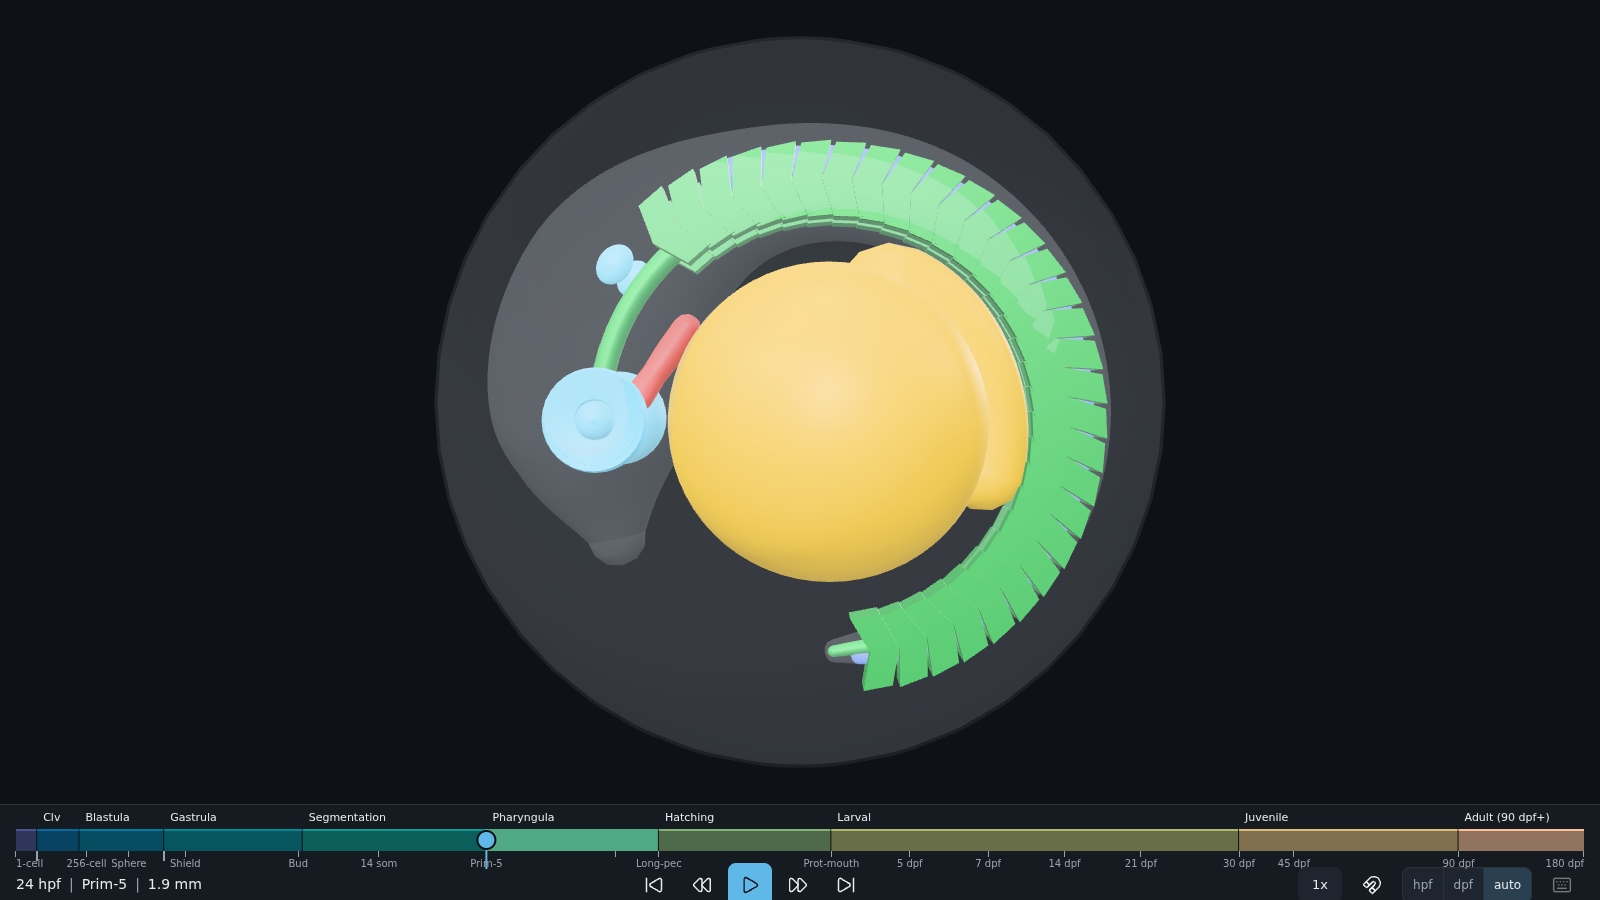 Clv Blastula Gastrula Segmentation Pharyngula Hatching Larval Juvenile Adult (90 dpf+)
1-cell 256-cell Sphere Shield Bud 14 som Prim-5 Long-pec Prot-mouth 5 dpf 7 dpf 14 dpf 21 dpf 30 dpf 45 dpf 90 dpf 180 dpf
24 hpf | Prim-5 | 1.9 mm 1x hpf dpf auto